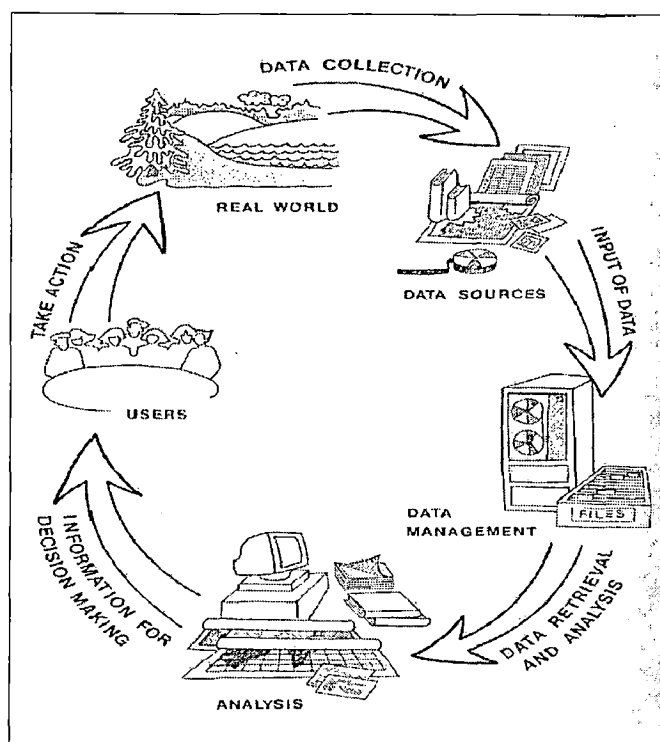 DATA COLLECTION
REAL WORLD
DATA SOURCES
INPUT OF DATA
TAKE ACTION
USERS
FILES
DATA
MANAGEMENT
DATA RETRIEVAL
AND ANALYSIS
INFORMATION FOR
DECISION MAKING
ANALYSIS